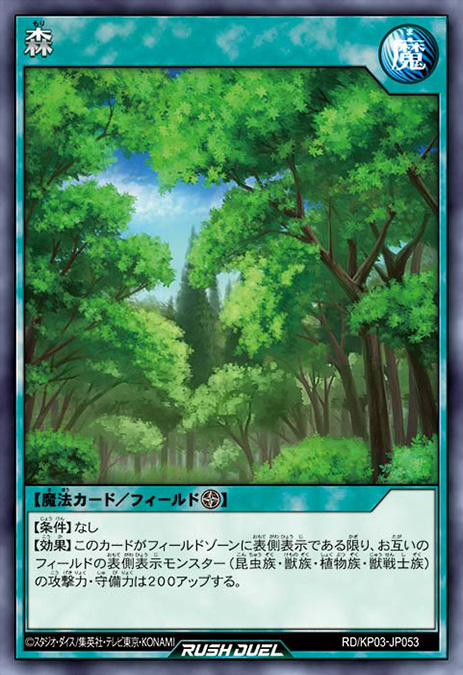 森
もり
魔
ま
【魔法カード／フィールド】
【条件】なし
【効果】このカードがフィールドゾーンに表側表示である限り、お互いの
フィールドの表側表示モンスター（昆虫族・獣族・植物族・獣戦士族）
の攻撃力・守備力は200アップする。
©スタジオ・ダイス/集英社・テレビ東京・KONAMI
RUSH DUEL
RD/KP03-JP053